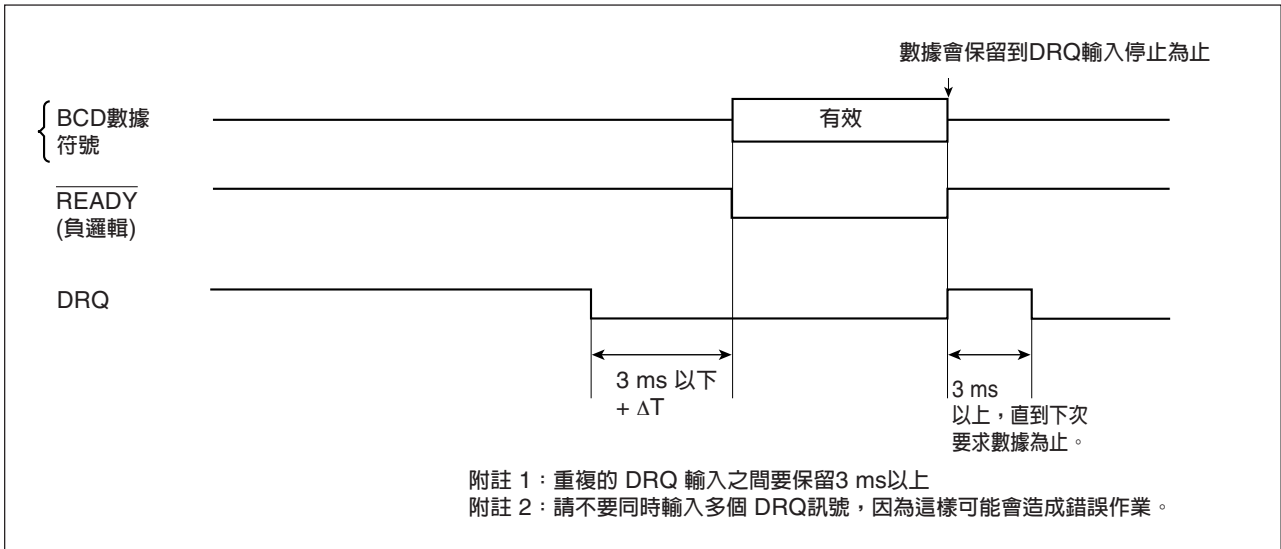 數據會保留到DRQ輸入停止為止
BCD數據
符號
有效
READY
(負邏輯)
DRQ
3 ms 以下
+ ΔT
3 ms
以上，直到下次
要求數據為止。
附註 1：重複的 DRQ 輸入之間要保留3 ms以上
附註 2：請不要同時輸入多個 DRQ訊號，因為這樣可能會造成錯誤作業。